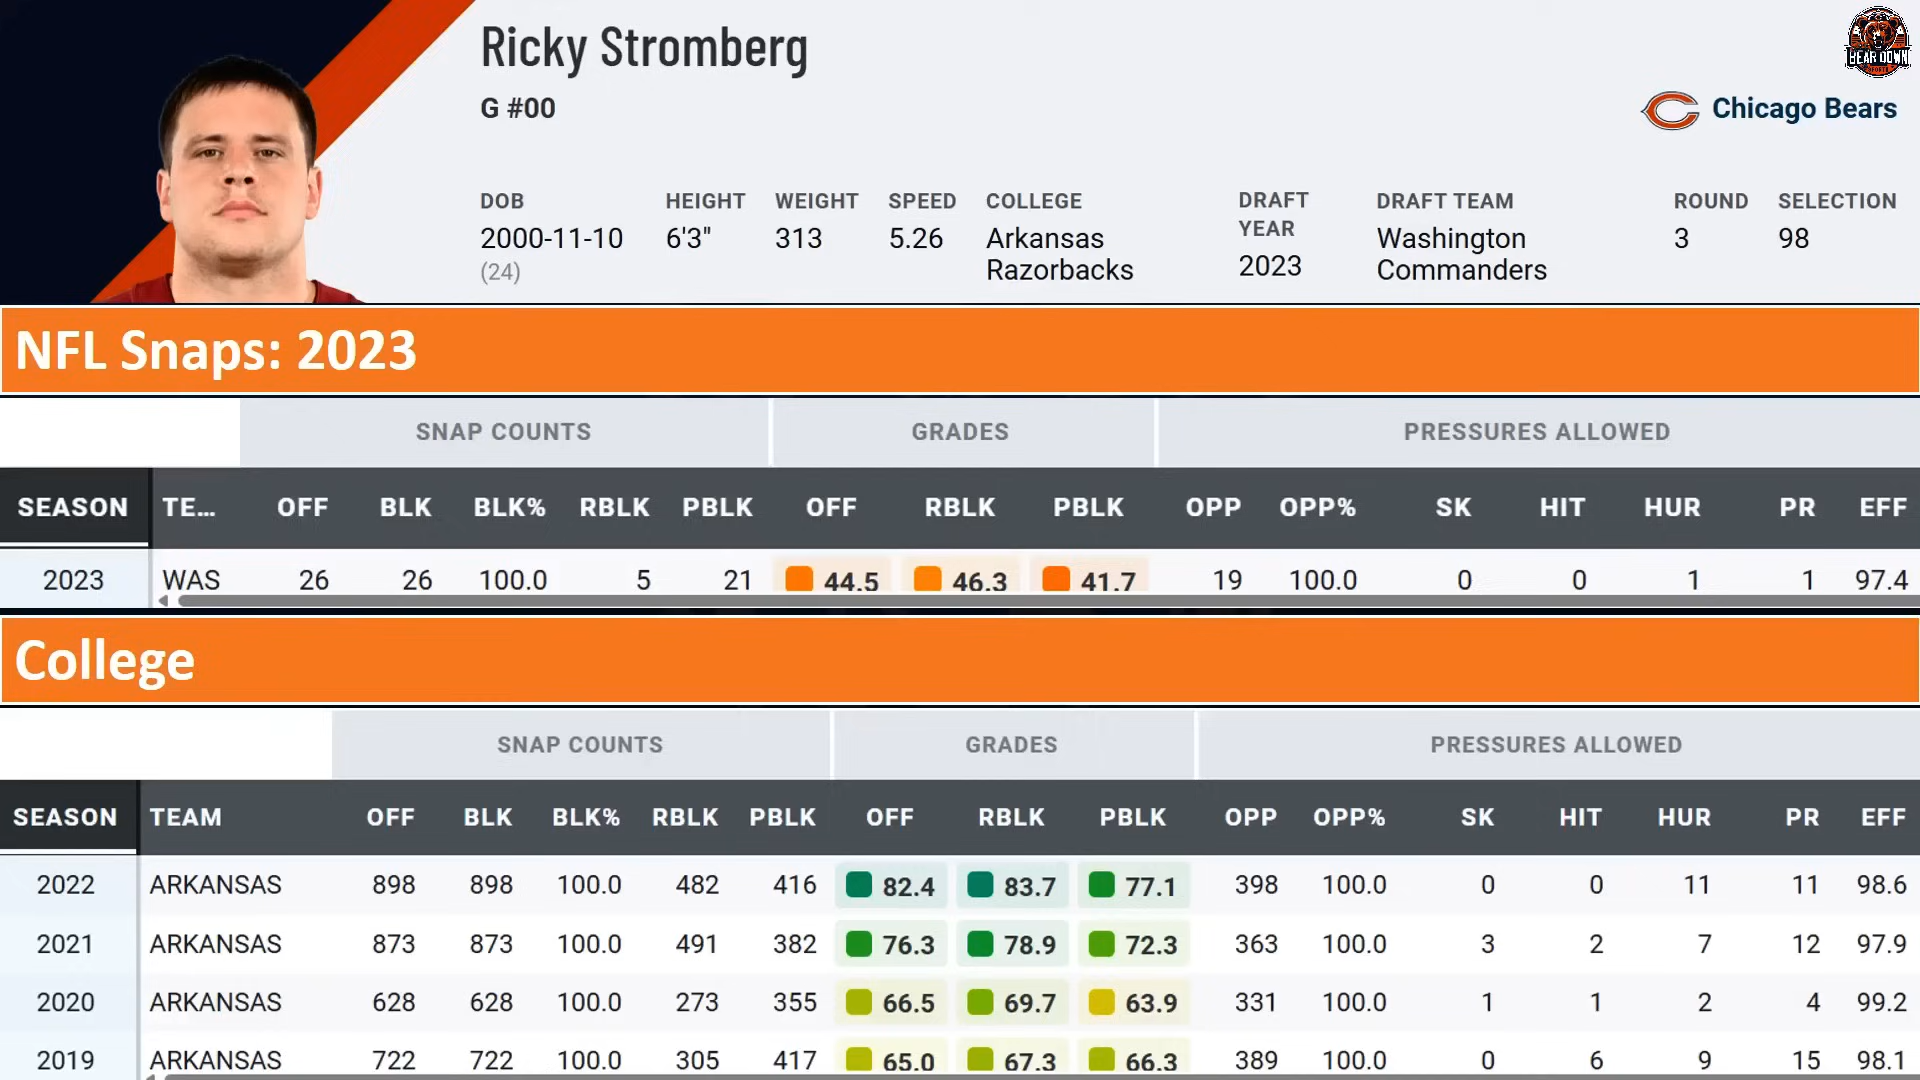 Ricky Stromberg
G #00
BEAR DOWN
Chicago Bears
DOB HEIGHT WEIGHT SPEED COLLEGE DRAFT YEAR DRAFT TEAM ROUND SELECTION
2000-11-10 6'3" 313 5.26 Arkansas Razorbacks 2023 Washington Commanders 3 98
(24)
NFL Snaps: 2023
SNAP COUNTS GRADES PRESSURES ALLOWED
SEASON TE... OFF BLK BLK% RBLK PBLK OFF RBLK PBLK OPP OPP% SK HIT HUR PR EFF
2023 WAS 26 26 100.0 5 21 44.5 46.3 41.7 19 100.0 0 0 1 1 97.4
College
SNAP COUNTS GRADES PRESSURES ALLOWED
SEASON TEAM OFF BLK BLK% RBLK PBLK OFF RBLK PBLK OPP OPP% SK HIT HUR PR EFF
2022 ARKANSAS 898 898 100.0 482 416 82.4 83.7 77.1 398 100.0 0 0 11 11 98.6
2021 ARKANSAS 873 873 100.0 491 382 76.3 78.9 72.3 363 100.0 3 2 7 12 97.9
2020 ARKANSAS 628 628 100.0 273 355 66.5 69.7 63.9 331 100.0 1 1 2 4 99.2
2019 ARKANSAS 722 722 100.0 305 417 65.0 67.3 66.3 389 100.0 0 6 9 15 98.1